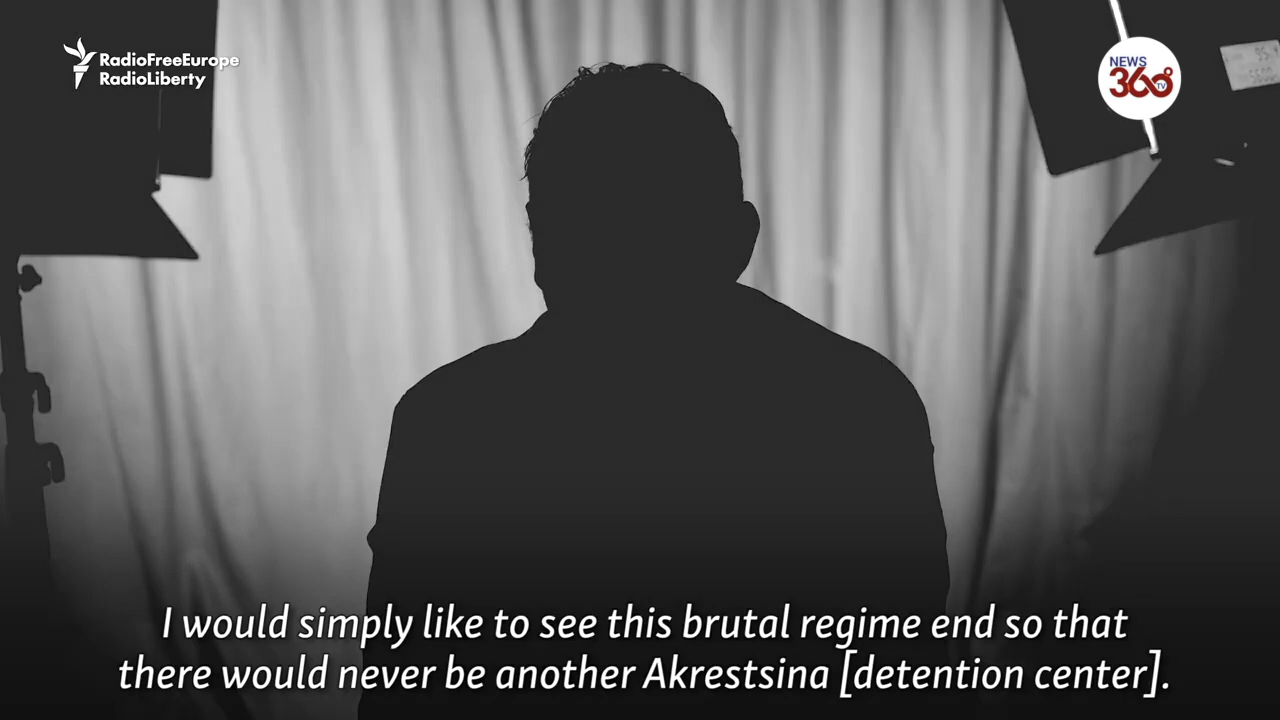 RadioFreeEurope
RadioLiberty
NEWS
360°
TV
I would simply like to see this brutal regime end so that
there would never be another Akrestsina [detention center].